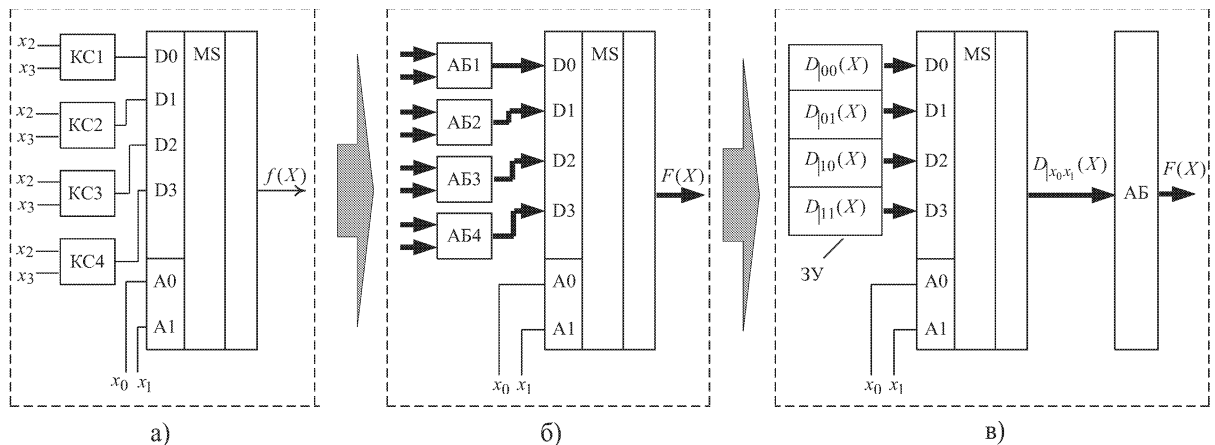 x2
x3
КС1
x2
x3
КС2
x2
x3
КС3
x2
x3
КС4
D0
D1
D2
D3
A0
A1
MS
f(X)
x0 x1
а)
АБ1
АБ2
АБ3
АБ4
D0
D1
D2
D3
A0
A1
MS
F(X)
x0 x1
б)
D|00(X)
D|01(X)
D|10(X)
D|11(X)
ЗУ
D0
D1
D2
D3
A0
A1
MS
D|x0x1(X)
АБ
F(X)
x0 x1
в)